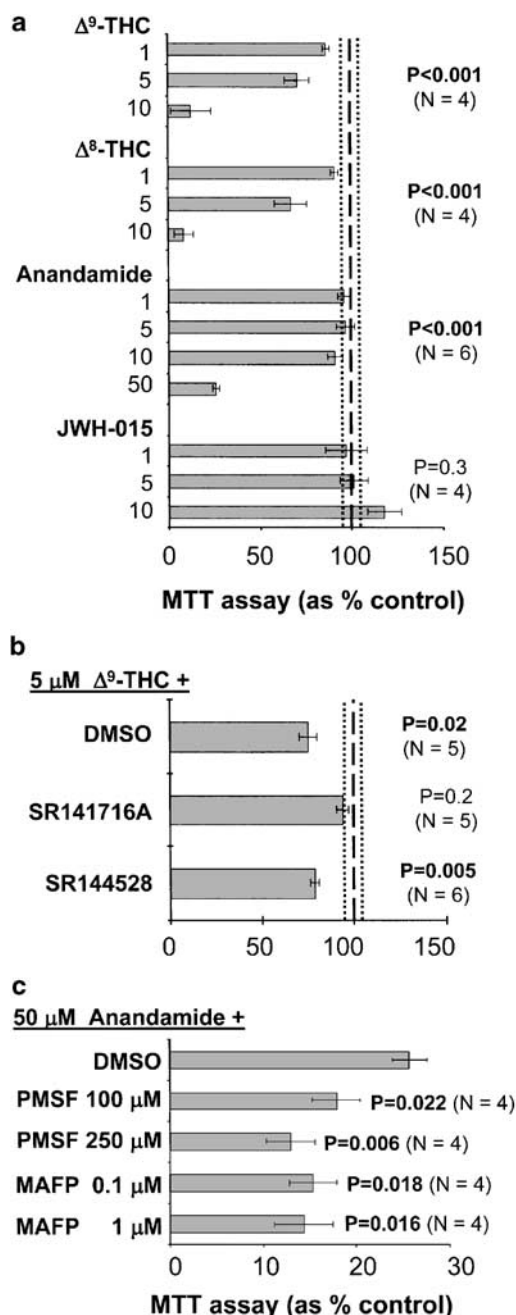 a
Δ⁹-THC
1
5
10
P<0.001
(N = 4)
Δ⁸-THC
1
5
10
P<0.001
(N = 4)
Anandamide
1
5
10
50
P<0.001
(N = 6)
JWH-015
1
5
10
P=0.3
(N = 4)
0 50 100 150
MTT assay (as % control)
b
5 μM Δ⁹-THC +
DMSO
P=0.02
(N = 5)
SR141716A
P=0.2
(N = 5)
SR144528
P=0.005
(N = 6)
0 50 100 150
c
50 μM Anandamide +
DMSO
PMSF 100 μM P=0.022 (N = 4)
PMSF 250 μM P=0.006 (N = 4)
MAFP 0.1 μM P=0.018 (N = 4)
MAFP 1 μM P=0.016 (N = 4)
0 10 20 30
MTT assay (as % control)